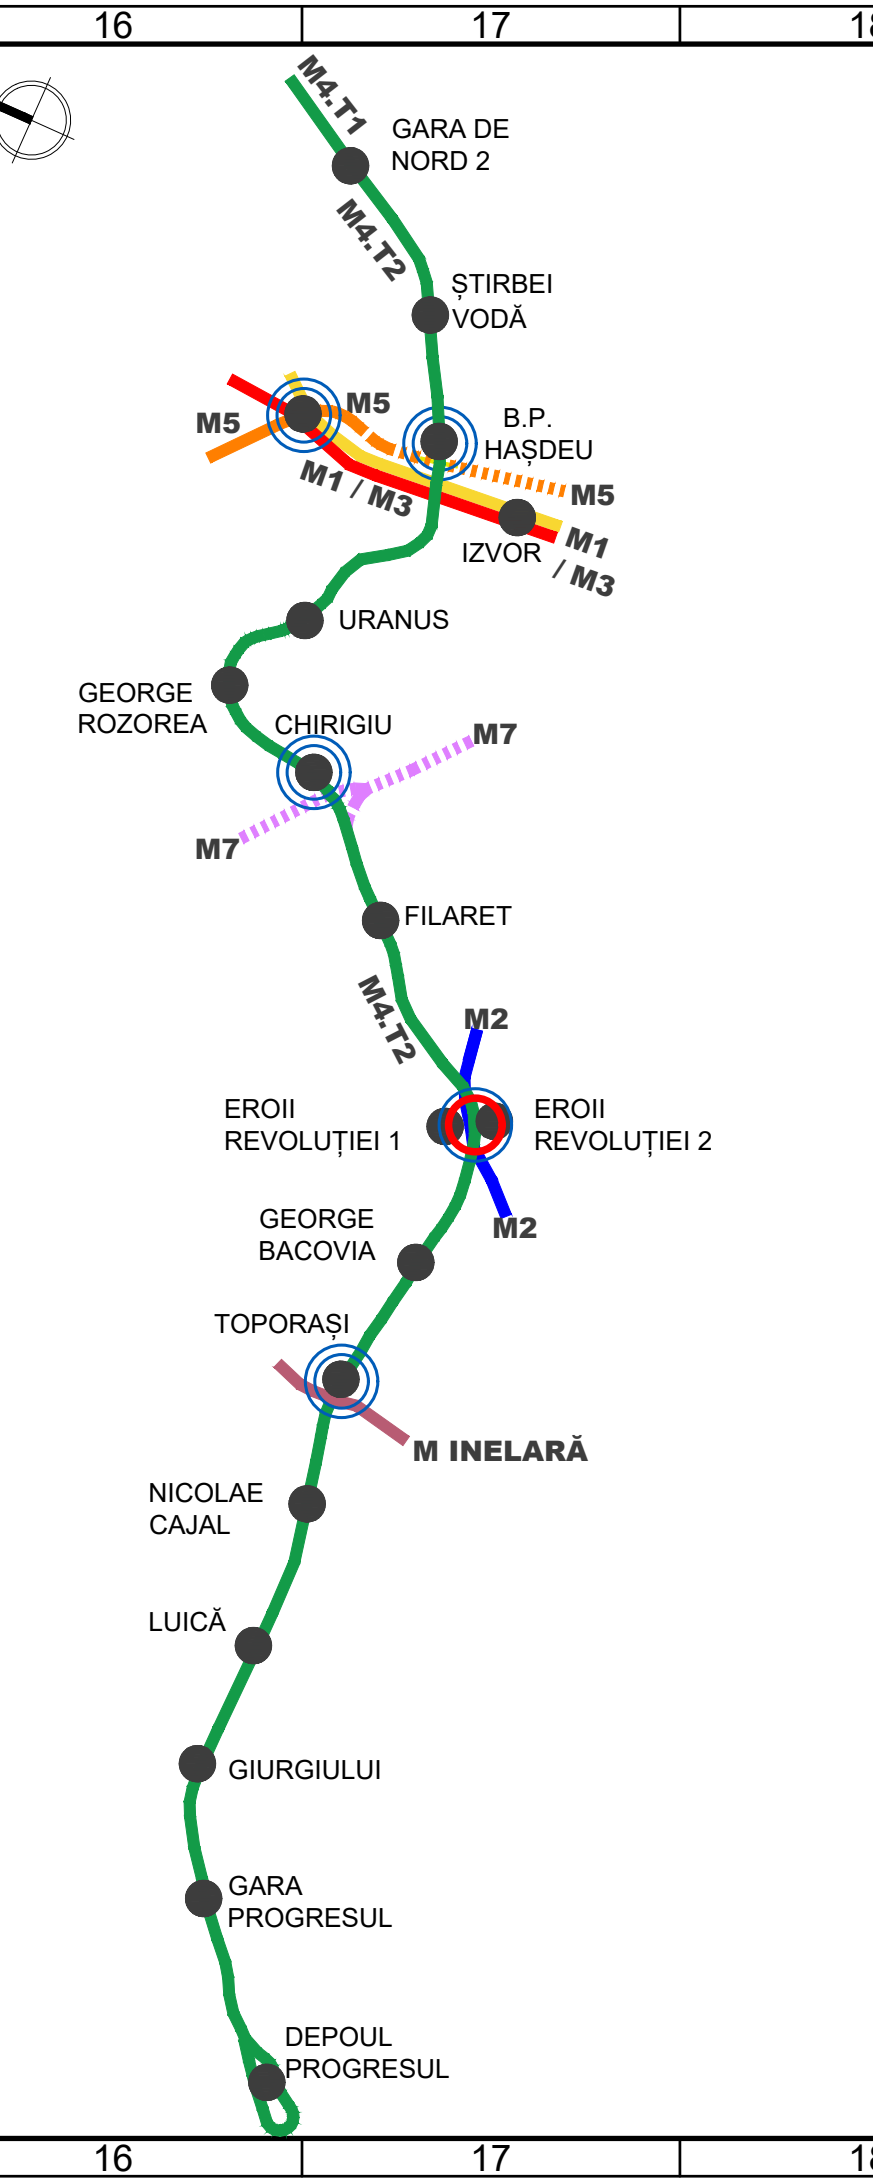 16
17
18
M4.T1
GARA DE
NORD 2
M4.T2
ȘTIRBEI
VODĂ
M5
M5
B.P.
HAȘDEU
M1 / M3
M5
IZVOR
M1
/ M3
URANUS
GEORGE
ROZOREA
CHIRIGIU
M7
M7
FILARET
M4.T2
M2
EROII
REVOLUȚIEI 1
EROII
REVOLUȚIEI 2
GEORGE
BACOVIA
M2
TOPORAȘI
M INELARĂ
NICOLAE
CAJAL
LUICĂ
GIURGIULUI
GARA
PROGRESUL
DEPOUL
PROGRESUL
16
17
18